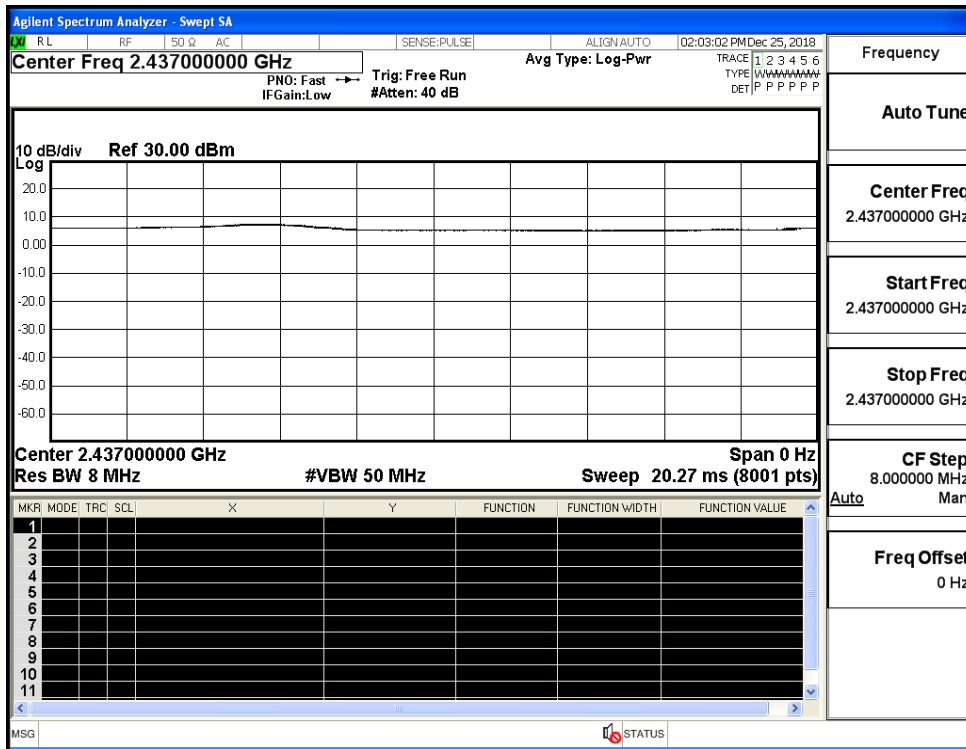 Agilent Spectrum Analyzer - Swept SA
LXI RL RF 50 Ω AC SENSE:PULSE ALIGN AUTO 02:03:02 PM Dec 25, 2018
Center Freq 2.437000000 GHz
PNO: Fast
IFGain:Low
Trig: Free Run
#Atten: 40 dB
Avg Type: Log-Pwr
TRACE 1 2 3 4 5 6
TYPE WWWWWW
DET P P P P P P
10 dB/div Ref 30.00 dBm
Log
20.0
10.0
0.00
-10.0
-20.0
-30.0
-40.0
-50.0
-60.0
Center 2.437000000 GHz Span 0 Hz
Res BW 8 MHz #VBW 50 MHz Sweep 20.27 ms (8001 pts)
MKR MODE TRC SCL X Y FUNCTION FUNCTION WIDTH FUNCTION VALUE
1
2
3
4
5
6
7
8
9
10
11
MSG STATUS
Frequency
Auto Tune
Center Freq
2.437000000 GHz
Start Freq
2.437000000 GHz
Stop Freq
2.437000000 GHz
CF Step
8.000000 MHz
Auto Man
Freq Offset
0 Hz